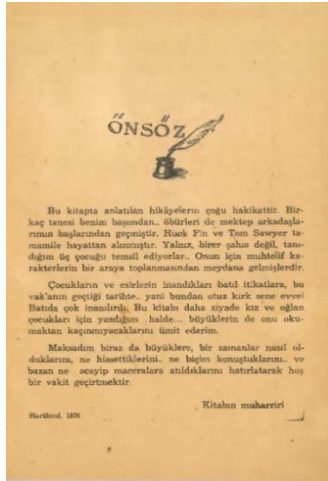 ÖNSÖZ
Bu kitapta anlatılan hikâyelerin çoğu hakikattir. Bir-
kaç tanesi benim başımdan.. öbürleri de mektep arkadaşla-
rımın başlarından geçmiştir. Huck Fin ve Tom Sawyer ta-
mamile hayattan alınmıştır. Yalnız, birer şahıs değil, tanı-
dığım üç çocuğu temsil ediyorlar.. Onun için muhtelif ka-
rakterlerin bir araya toplanmasından meydana gelmişlerdir.
Çocukların ve esirlerin inandıkları batıl itikatlara, bu
vak'anın geçtiği tarihte.. yani bundan otuz kırk sene evvel
Batıda çok inanılırdı. Bu kitabı daha ziyade kız ve oğlan
çocukları için yazdığım halde... büyüklerin de onu oku-
maktan kaçınmıyacaklarını ümit ederim.
Maksadım biraz da büyüklere, bir zamanlar nasıl ol-
duklarını, ne hissettiklerini.. ne biçim konuştuklarını.. ve
bazan ne acayip maceralara atıldıklarını hatırlatarak hoş
bir vakit geçirtmektir.
Kitabın muharriri
Hartford, 1876